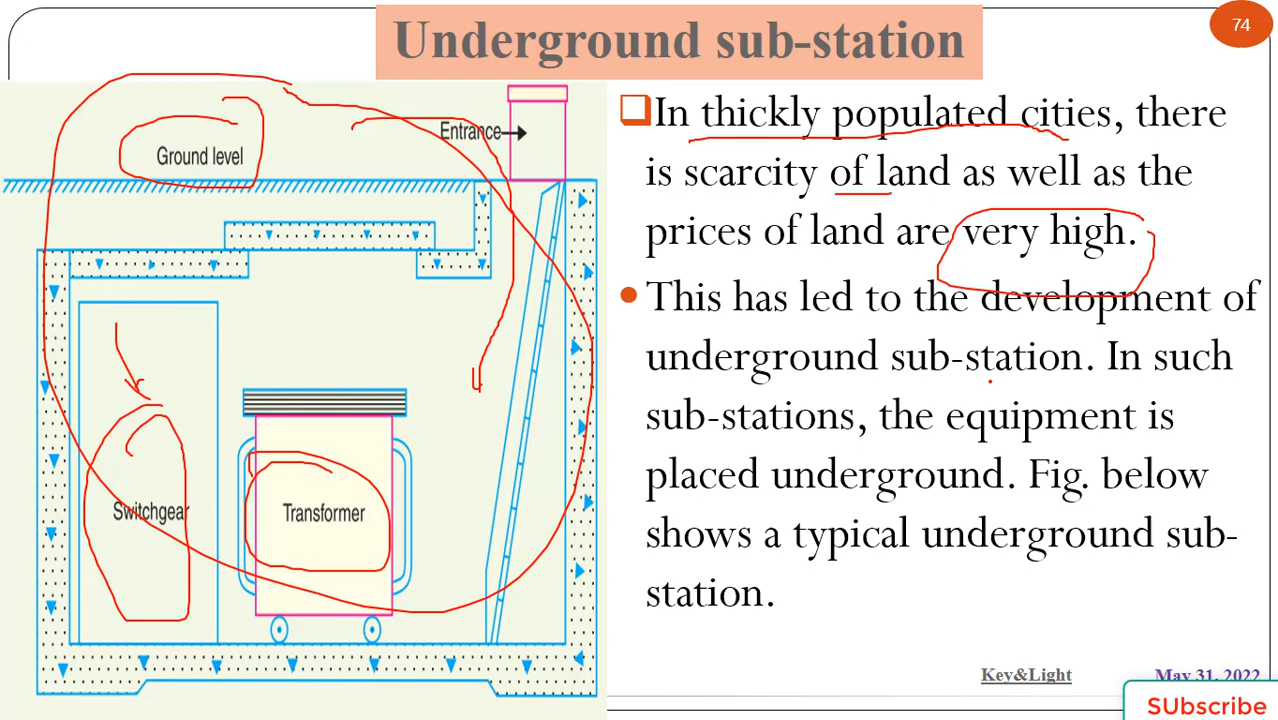 Underground sub-station
74
Ground level
Entrance
Switchgear
Transformer
In thickly populated cities, there
is scarcity of land as well as the
prices of land are very high.
This has led to the development of
underground sub-station. In such
sub-stations, the equipment is
placed underground. Fig. below
shows a typical underground sub-
station.
Key&Light
May 31, 2022
SUbscribe